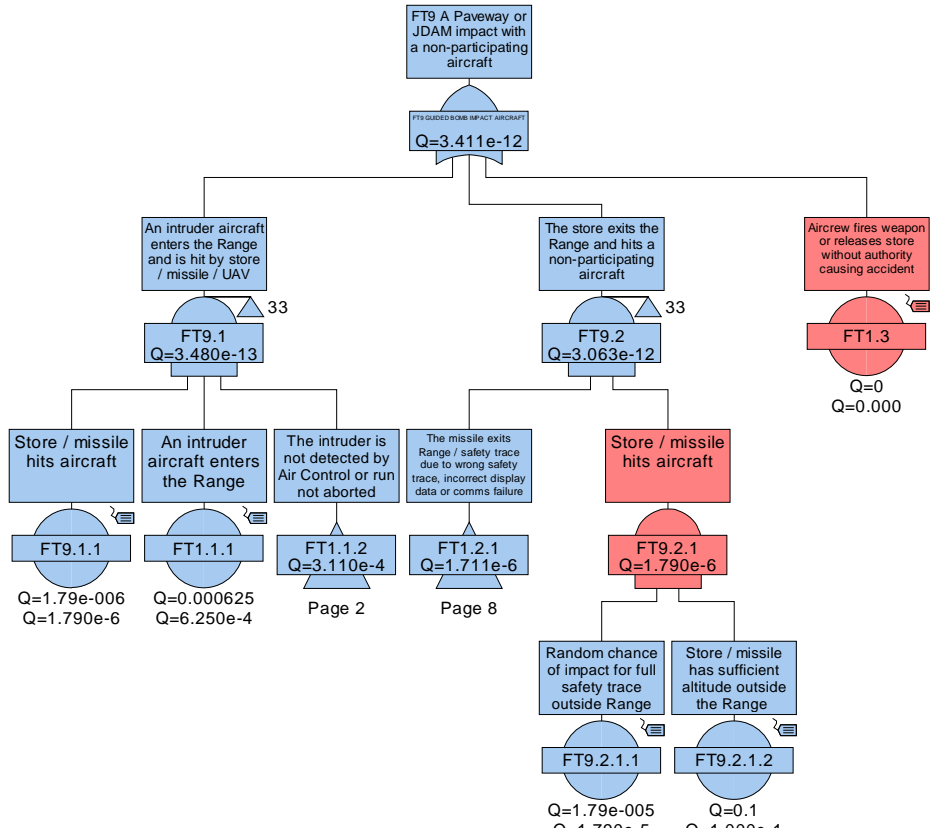 FT9 A Paveway or
JDAM impact with
a non-participating
aircraft
FT9 GUIDED BOMB IMPACT AIRCRAFT
Q=3.411e-12
An intruder aircraft
enters the Range
and is hit by store
/ missile / UAV
33
FT9.1
Q=3.480e-13
The store exits the
Range and hits a
non-participating
aircraft
33
FT9.2
Q=3.063e-12
Aircrew fires weapon
or releases store
without authority
causing accident
FT1.3
Q=0
Q=0.000
Store / missile
hits aircraft
FT9.1.1
Q=1.79e-006
Q=1.790e-6
An intruder
aircraft enters
the Range
FT1.1.1
Q=0.000625
Q=6.250e-4
The intruder is
not detected by
Air Control or run
not aborted
FT1.1.2
Q=3.110e-4
Page 2
The missile exits
Range / safety trace
due to wrong safety
trace, incorrect display
data or comms failure
FT1.2.1
Q=1.711e-6
Page 8
Store / missile
hits aircraft
FT9.2.1
Q=1.790e-6
Random chance
of impact for full
safety trace
outside Range
FT9.2.1.1
Q=1.79e-005
Store / missile
has sufficient
altitude outside
the Range
FT9.2.1.2
Q=0.1